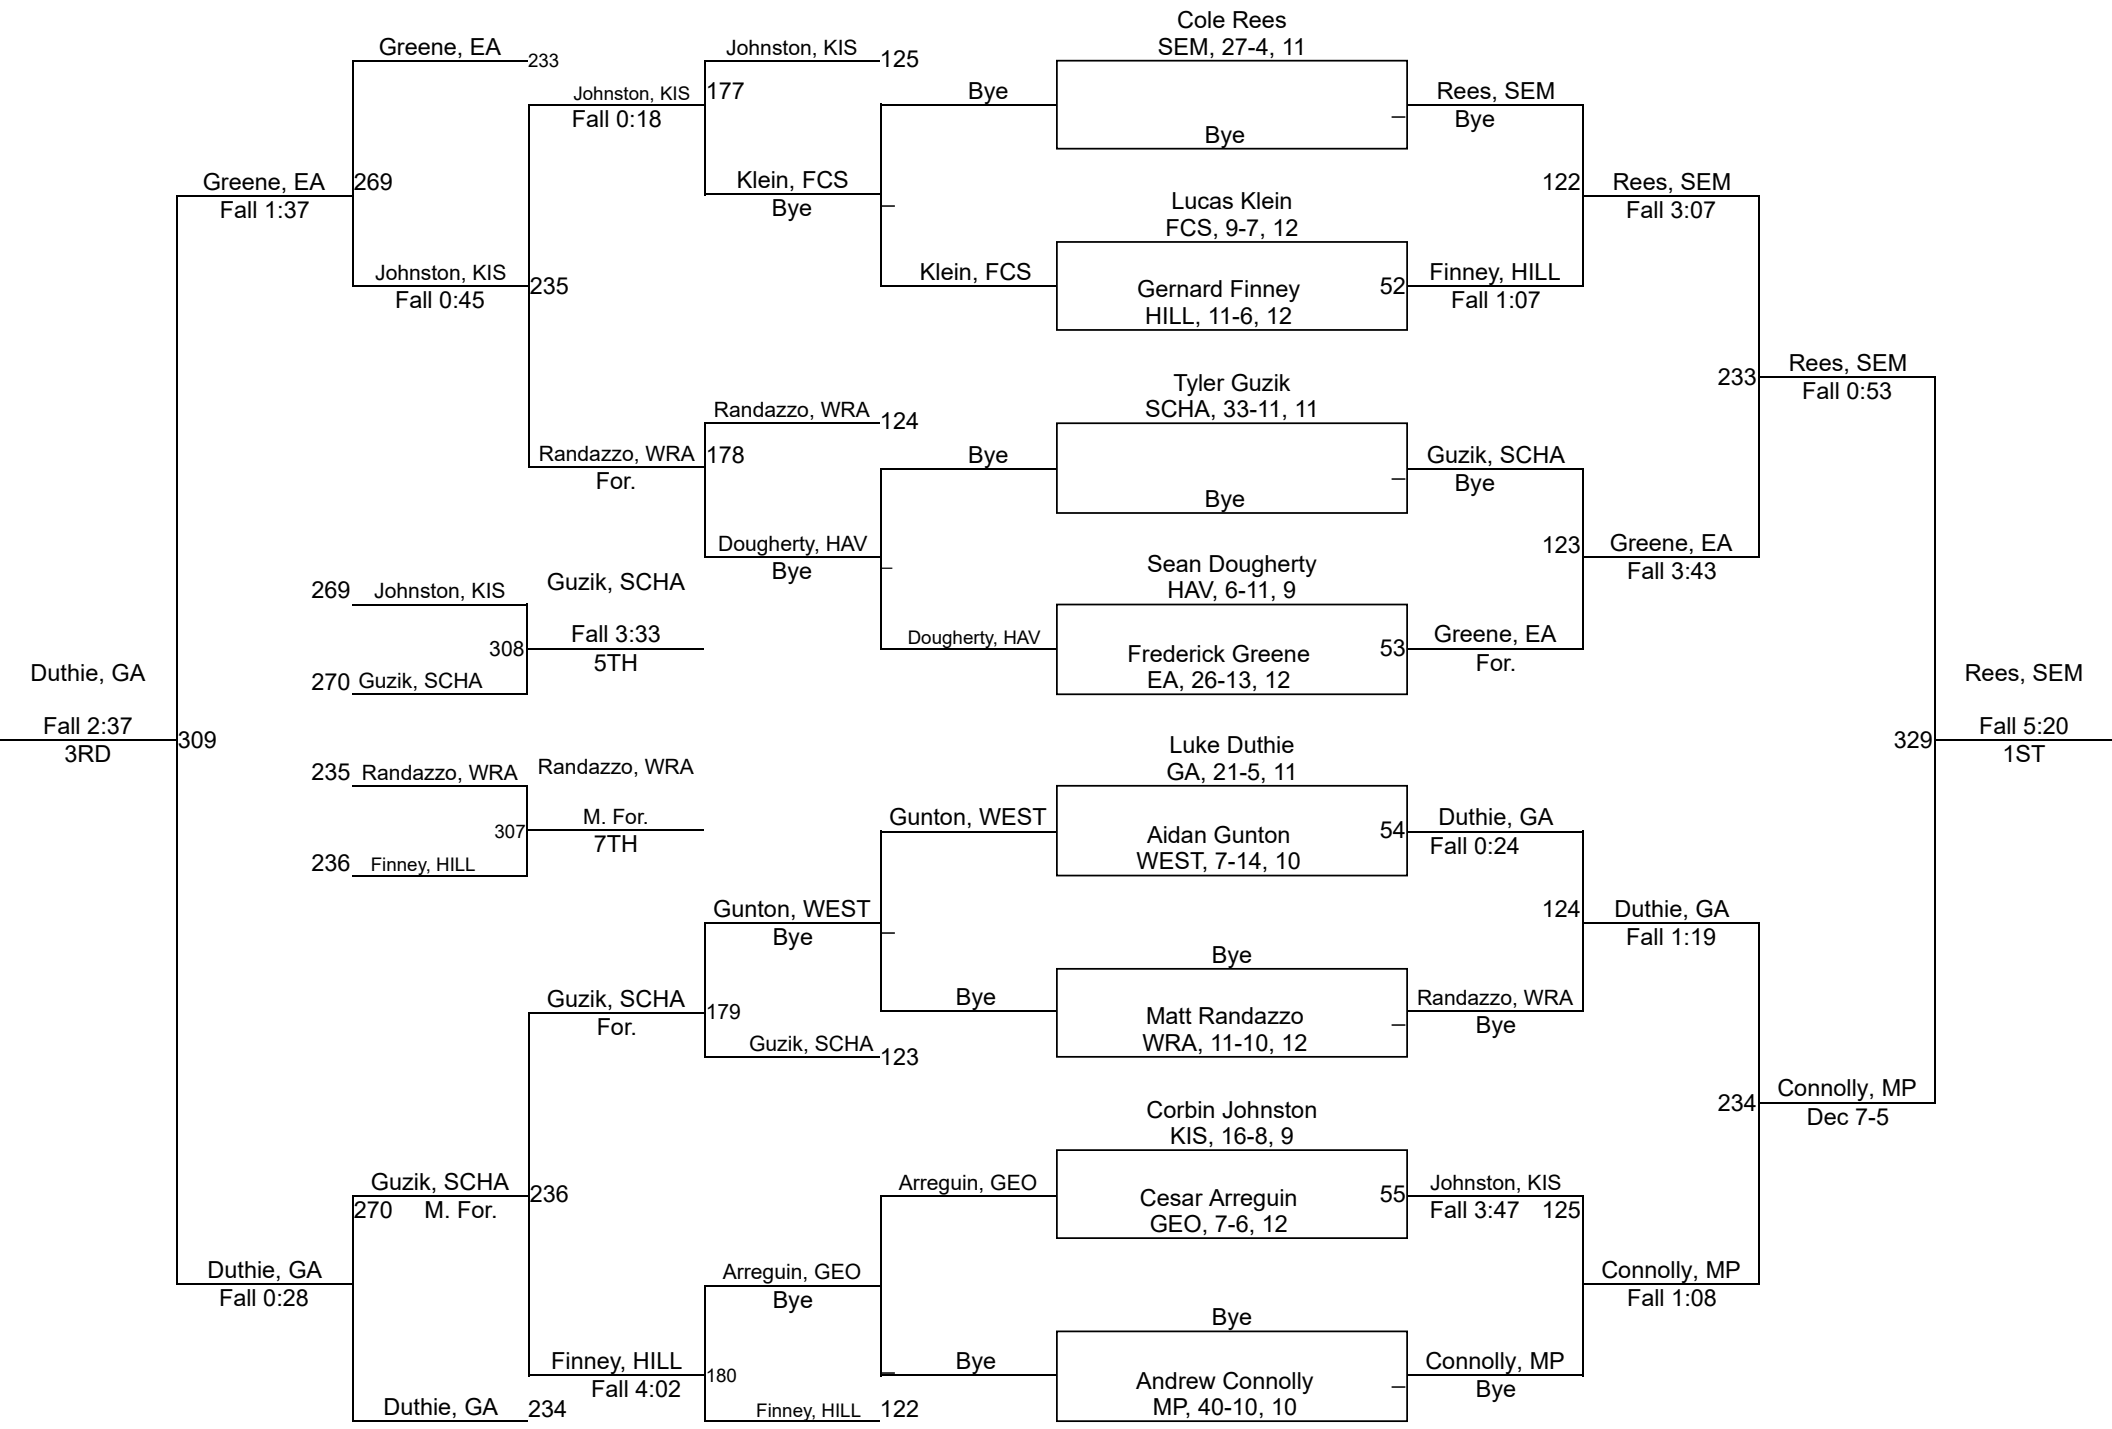 Cole Rees
SEM, 27-4, 11
Greene, EA
233
Johnston, KIS
125
Johnston, KIS
177
Fall 0:18
Bye
Bye
Rees, SEM
Bye
Greene, EA
269
Fall 1:37
Klein, FCS
Bye
Lucas Klein
FCS, 9-7, 12
122
Rees, SEM
Fall 3:07
Johnston, KIS
Fall 0:45
235
Klein, FCS
Gernard Finney
HILL, 11-6, 12
52
Finney, HILL
Fall 1:07
Tyler Guzik
SCHA, 33-11, 11
233
Rees, SEM
Fall 0:53
Randazzo, WRA
124
Randazzo, WRA
178
For.
Bye
Bye
Guzik, SCHA
Bye
Dougherty, HAV
Bye
Sean Dougherty
HAV, 6-11, 9
123
Greene, EA
Fall 3:43
269
Johnston, KIS
Guzik, SCHA
308
Fall 3:33
5TH
270
Guzik, SCHA
Dougherty, HAV
Frederick Greene
EA, 26-13, 12
53
Greene, EA
For.
Duthie, GA
Fall 2:37
3RD
309
Rees, SEM
329
Fall 5:20
1ST
235
Randazzo, WRA
Randazzo, WRA
307
M. For.
7TH
236
Finney, HILL
Luke Duthie
GA, 21-5, 11
Gunton, WEST
Aidan Gunton
WEST, 7-14, 10
54
Duthie, GA
Fall 0:24
Gunton, WEST
Bye
124
Duthie, GA
Fall 1:19
Bye
Bye
Matt Randazzo
WRA, 11-10, 12
Randazzo, WRA
Bye
Guzik, SCHA
For.
179
Guzik, SCHA
123
Corbin Johnston
KIS, 16-8, 9
234
Connolly, MP
Dec 7-5
Guzik, SCHA
270
M. For.
236
Arreguin, GEO
Cesar Arreguin
GEO, 7-6, 12
55
Johnston, KIS
Fall 3:47
125
Duthie, GA
Fall 0:28
Arreguin, GEO
Bye
Connolly, MP
Fall 1:08
Bye
Finney, HILL
Fall 4:02
180
Bye
Andrew Connolly
MP, 40-10, 10
Connolly, MP
Bye
Duthie, GA
234
Finney, HILL
122